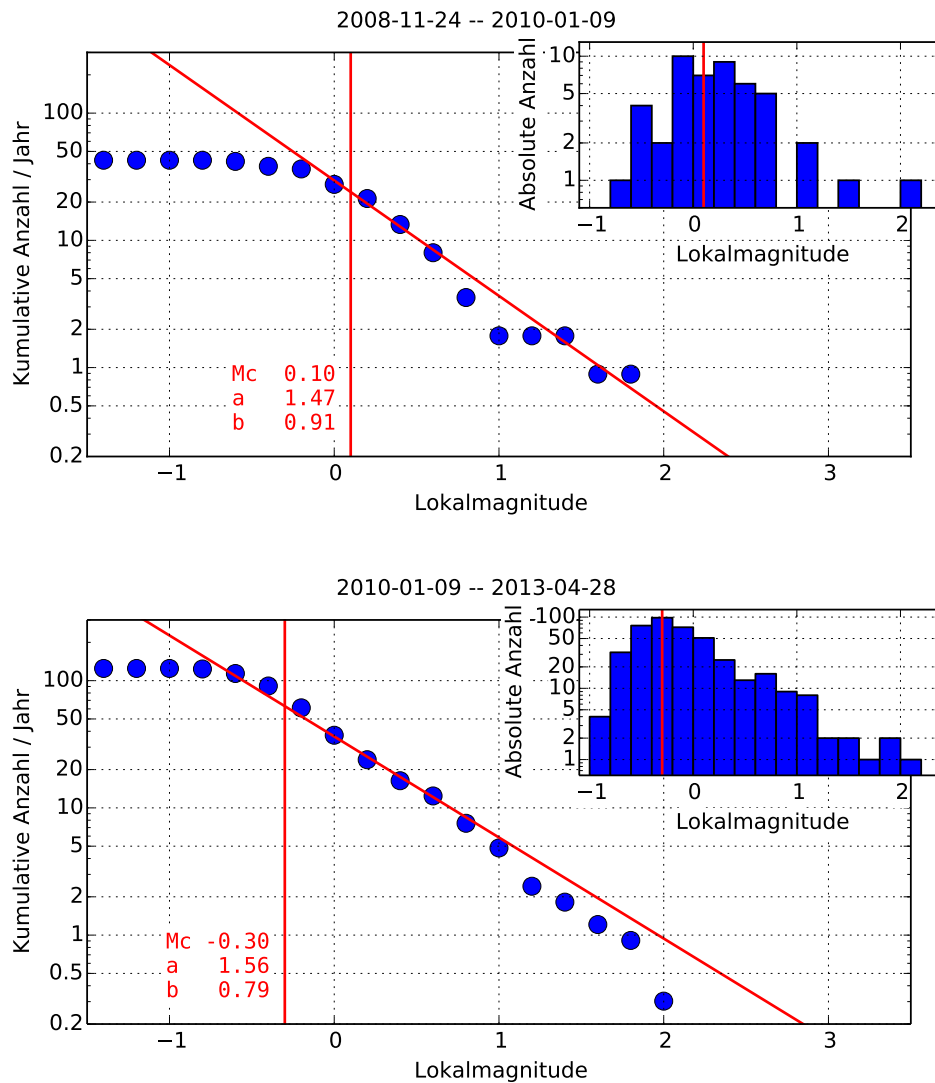 2008-11-24 -- 2010-01-09
Kumulative Anzahl / Jahr
100
50
20
10
5
2
1
0.5
0.2
−1 0 1 2 3
Lokalmagnitude
Mc 0.10
a 1.47
b 0.91
Absolute Anzahl
10
5
2
1
−1 0 1 2
Lokalmagnitude
2010-01-09 -- 2013-04-28
Kumulative Anzahl / Jahr
100
50
20
10
5
2
1
0.5
0.2
−1 0 1 2 3
Lokalmagnitude
Mc -0.30
a 1.56
b 0.79
Absolute Anzahl
100
50
20
10
5
2
1
−1 0 1 2
Lokalmagnitude